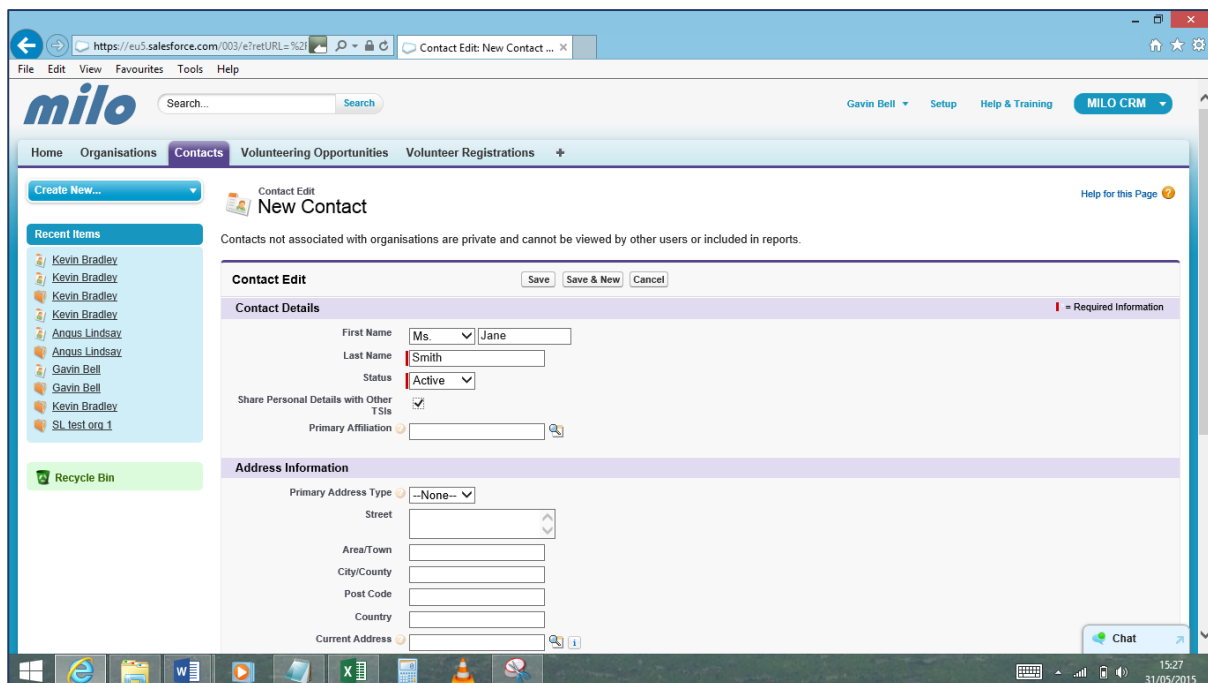 https://eu5.salesforce.com/003/e?retURL=%2F
Contact Edit: New Contact ...
File Edit View Favourites Tools Help
milo
Search...
Search
Gavin Bell
Setup
Help & Training
MILO CRM
Home Organisations Contacts Volunteering Opportunities Volunteer Registrations +
Create New...
Contact Edit
New Contact
Help for this Page
Recent Items
Kevin Bradley
Kevin Bradley
Kevin Bradley
Kevin Bradley
Angus Lindsay
Angus Lindsay
Gavin Bell
Gavin Bell
Kevin Bradley
SL test org 1
Recycle Bin
Contacts not associated with organisations are private and cannot be viewed by other users or included in reports.
Contact Edit
Save Save & New Cancel
Contact Details
= Required Information
First Name Ms. Jane
Last Name Smith
Status Active
Share Personal Details with Other
TSIs
Primary Affiliation
Address Information
Primary Address Type --None--
Street
Area/Town
City/County
Post Code
Country
Current Address
Chat
15:27
31/05/2015